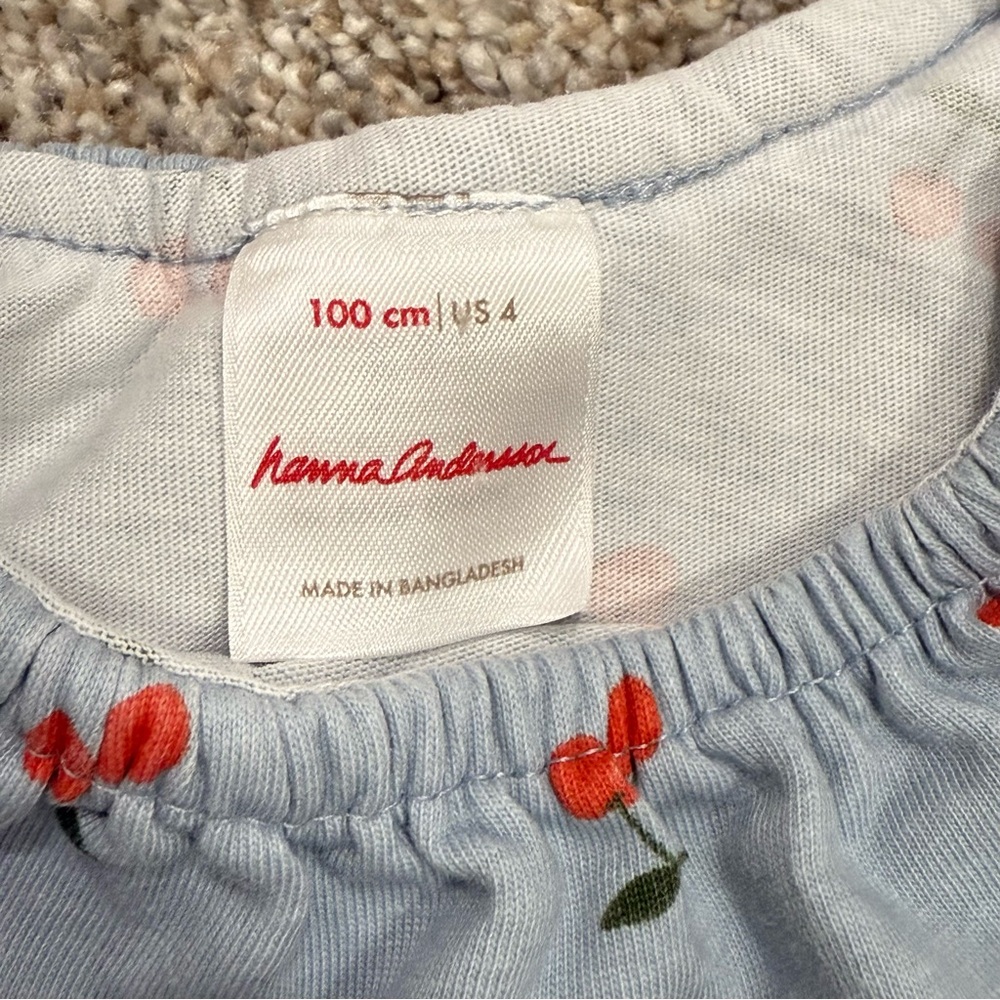 100 cm | US 4
hanna Andersson
MADE IN BANGLADESH